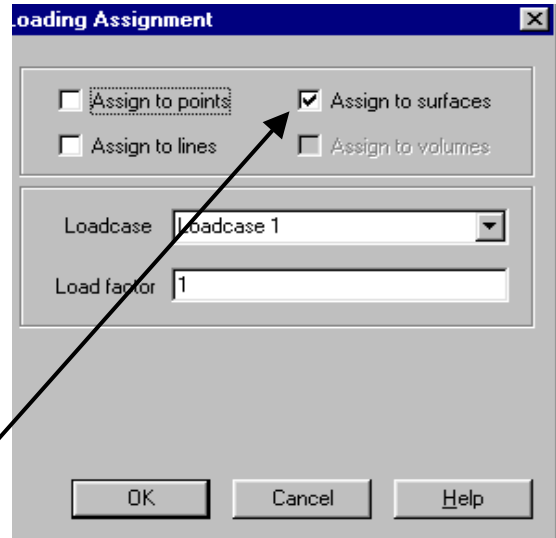 oading Assignment
Assign to points Assign to surfaces
Assign to lines Assign to volumes
Loadcase Loadcase 1
Load factor 1
OK Cancel Help